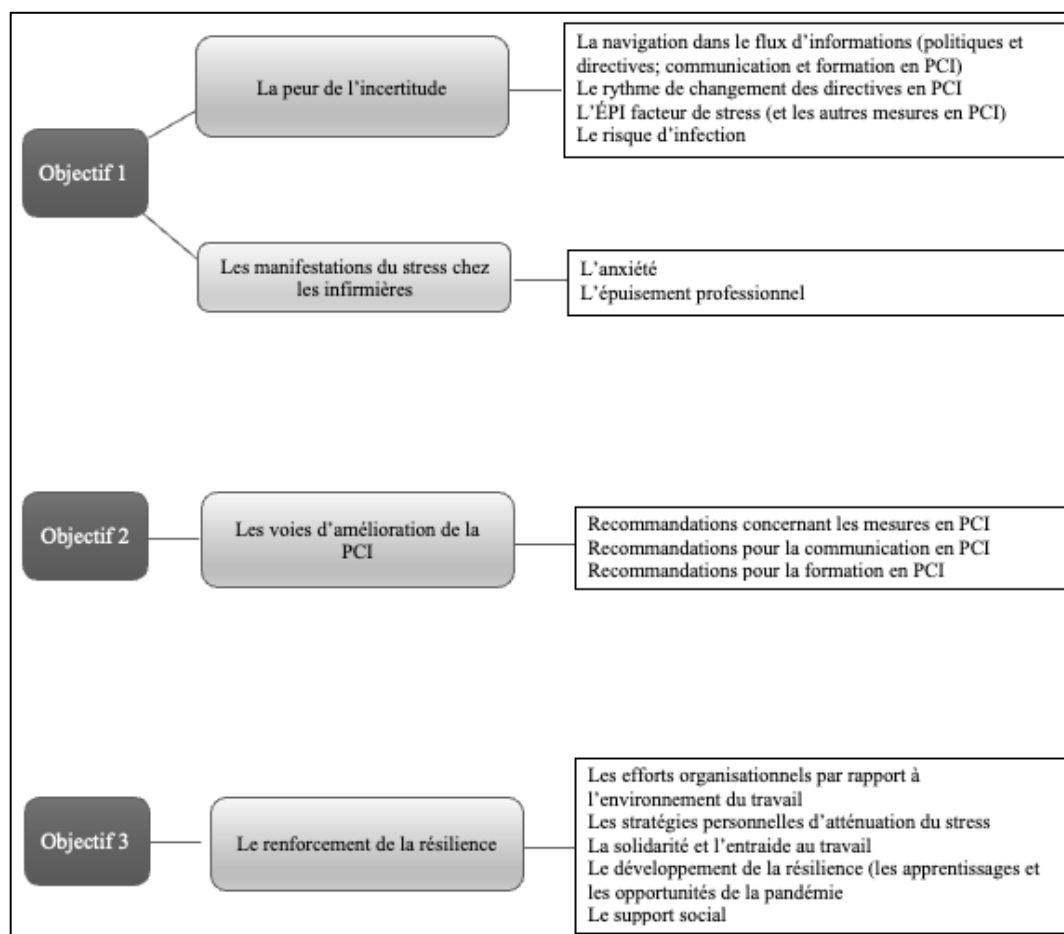 Objectif 1
La peur de l'incertitude
La navigation dans le flux d'informations (politiques et
directives; communication et formation en PCI)
Le rythme de changement des directives en PCI
L'ÉPI facteur de stress (et les autres mesures en PCI)
Le risque d'infection
Les manifestations du stress chez
les infirmières
L'anxiété
L'épuisement professionnel
Objectif 2
Les voies d'amélioration de la
PCI
Recommandations concernant les mesures en PCI
Recommandations pour la communication en PCI
Recommandations pour la formation en PCI
Objectif 3
Le renforcement de la résilience
Les efforts organisationnels par rapport à
l'environnement du travail
Les stratégies personnelles d'atténuation du stress
La solidarité et l'entraide au travail
Le développement de la résilience (les apprentissages et
les opportunités de la pandémie
Le support social